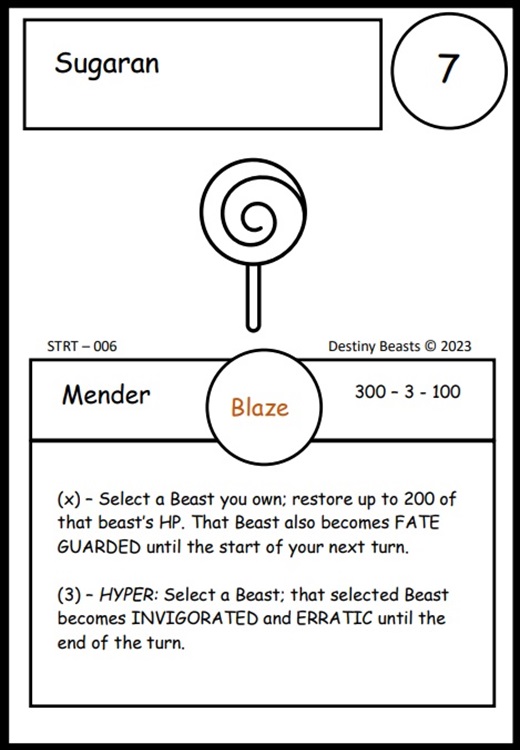 Sugaran
7
STRT – 006
Destiny Beasts © 2023
Mender
Blaze
300 – 3 - 100
(x) – Select a Beast you own; restore up to 200 of
that beast's HP. That Beast also becomes FATE
GUARDED until the start of your next turn.
(3) – HYPER: Select a Beast; that selected Beast
becomes INVIGORATED and ERRATIC until the
end of the turn.